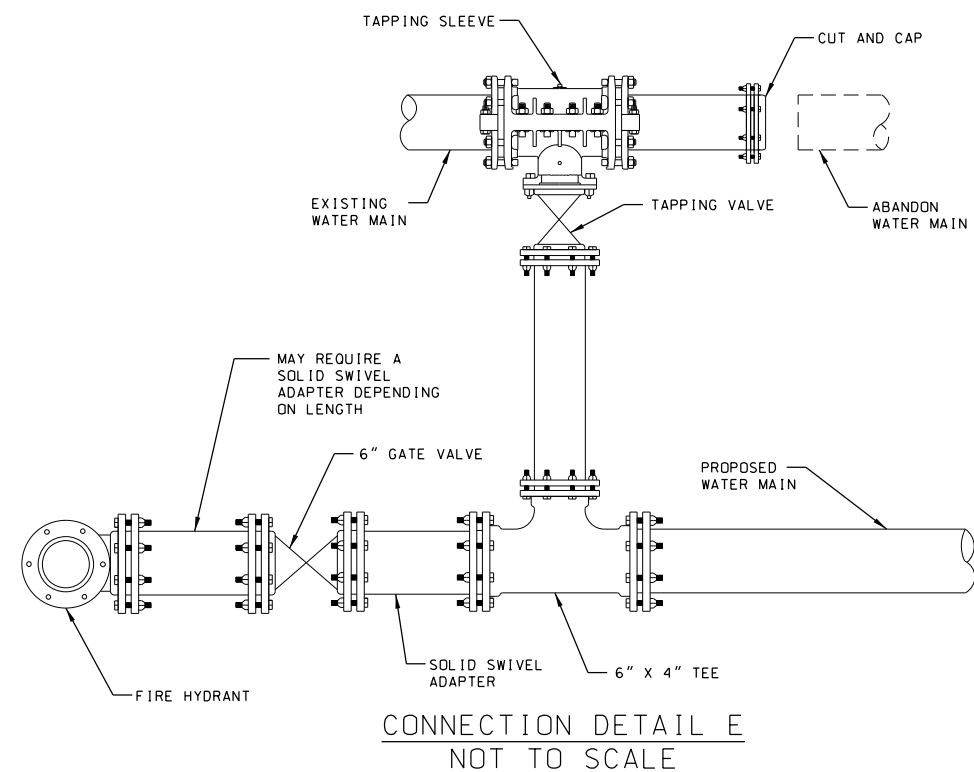 TAPPING SLEEVE
CUT AND CAP
EXISTING
WATER MAIN
TAPPING VALVE
ABANDON
WATER MAIN
MAY REQUIRE A
SOLID SWIVEL
ADAPTER DEPENDING
ON LENGTH
6" GATE VALVE
PROPOSED
WATER MAIN
SOLID SWIVEL
ADAPTER
6" X 4" TEE
FIRE HYDRANT
CONNECTION DETAIL E
NOT TO SCALE